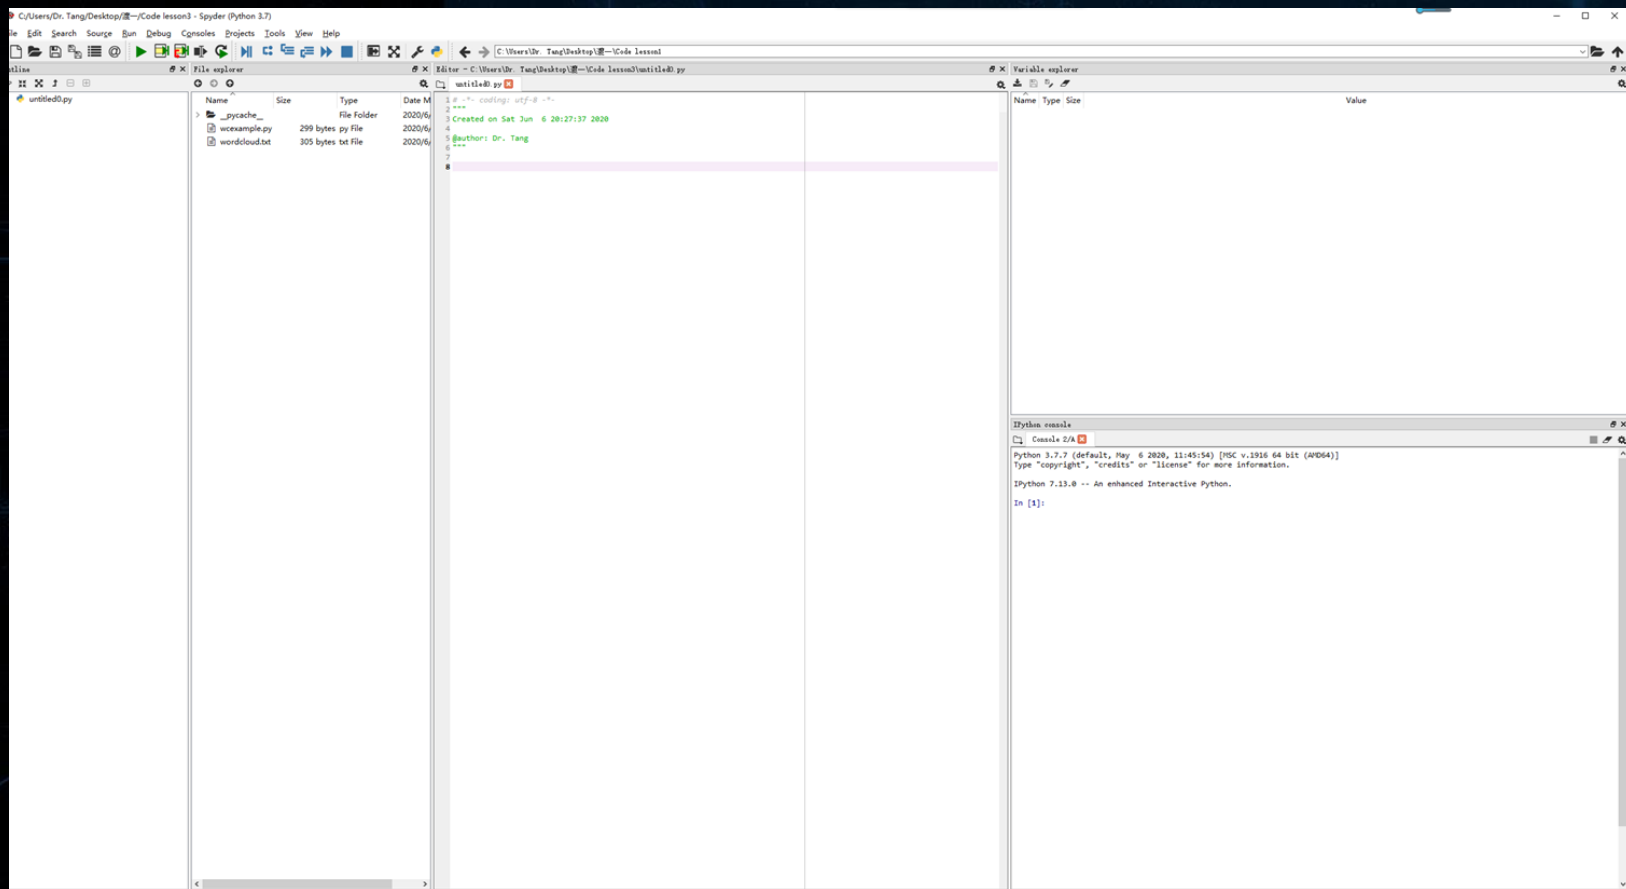 C:/Users/Dr. Tang/Desktop/渡一/Code lesson3 - Spyder (Python 3.7)
ile Edit Search Source Run Debug Consoles Projects Tools View Help
C:\Users\Dr. Tang\Desktop\渡一\Code lesson1
utline
untitled0.py
File explorer
Name Size Type Date M
__pycache__ File Folder 2020/6/
wcexample.py 299 bytes py File 2020/6/
wordcloud.txt 305 bytes txt File 2020/6/
Editor - C:\Users\Dr. Tang\Desktop\渡一\Code lesson3\untitled0.py
untitled0.py
1 # -*- coding: utf-8 -*-
2 """
3 Created on Sat Jun  6 20:27:37 2020
4
5 @author: Dr. Tang
6 """
7
8
Variable explorer
Name Type Size Value
IPython console
Console 2/A
Python 3.7.7 (default, May  6 2020, 11:45:54) [MSC v.1916 64 bit (AMD64)]
Type "copyright", "credits" or "license" for more information.
IPython 7.13.0 -- An enhanced Interactive Python.
In [1]: